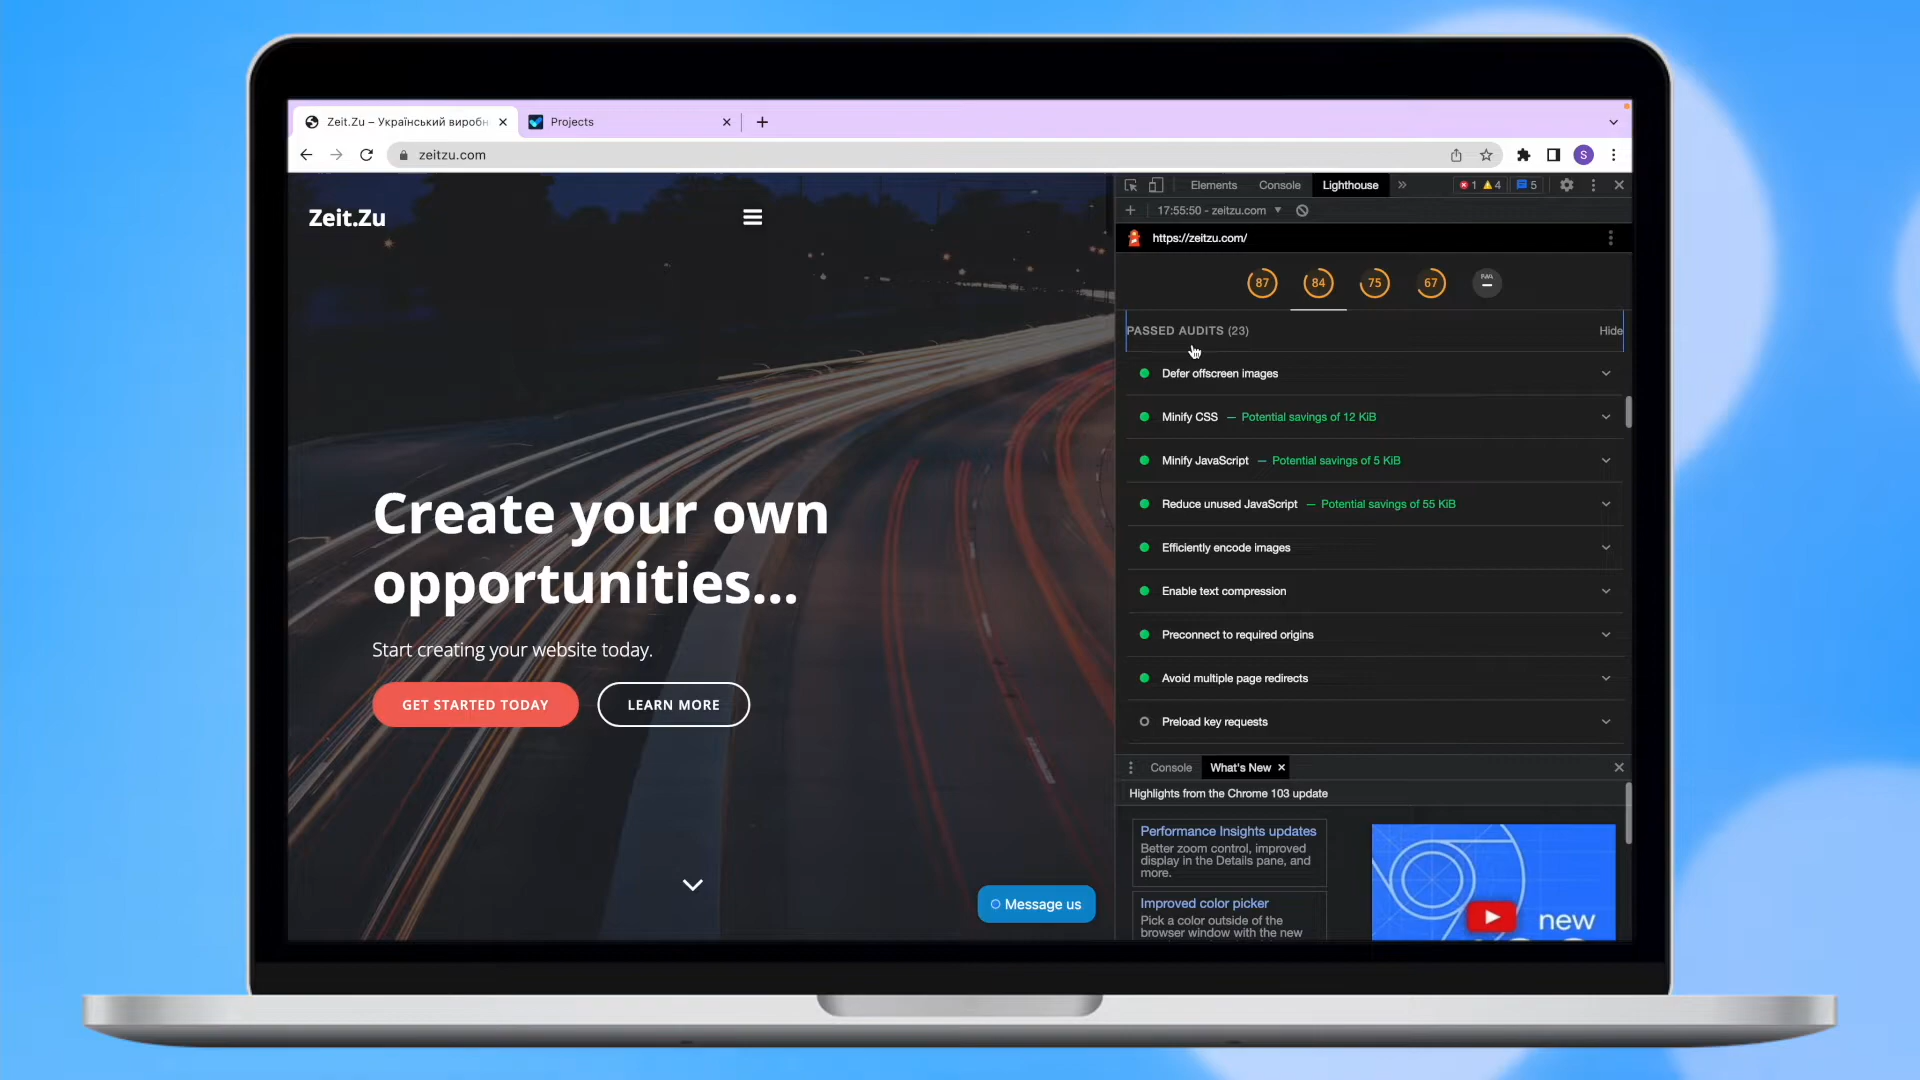 Zeit.Zu – Український виробн
Projects
zeitzu.com
S
Zeit.Zu
Create your own
opportunities...
Start creating your website today.
GET STARTED TODAY
LEARN MORE
Message us
Elements
Console
Lighthouse
1
4
5
17:55:50 - zeitzu.com
https://zeitzu.com/
87
84
75
67
PWA
PASSED AUDITS (23)
Hide
Defer offscreen images
Minify CSS — Potential savings of 12 KiB
Minify JavaScript — Potential savings of 5 KiB
Reduce unused JavaScript — Potential savings of 55 KiB
Efficiently encode images
Enable text compression
Preconnect to required origins
Avoid multiple page redirects
Preload key requests
Console
What's New
Highlights from the Chrome 103 update
Performance Insights updates
Better zoom control, improved
display in the Details pane, and
more.
Improved color picker
Pick a color outside of the
browser window with the new
new